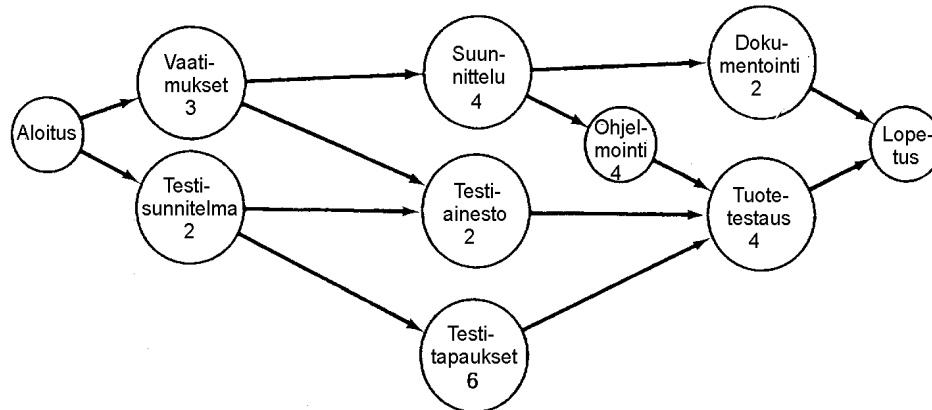 Aloitus
Vaati-
mukset
3
Testi-
sunnitelma
2
Suun-
nittelu
4
Testi-
ainesto
2
Testi-
tapaukset
6
Ohjel-
mointi
4
Doku-
mentointi
2
Tuote-
testaus
4
Lope-
tus